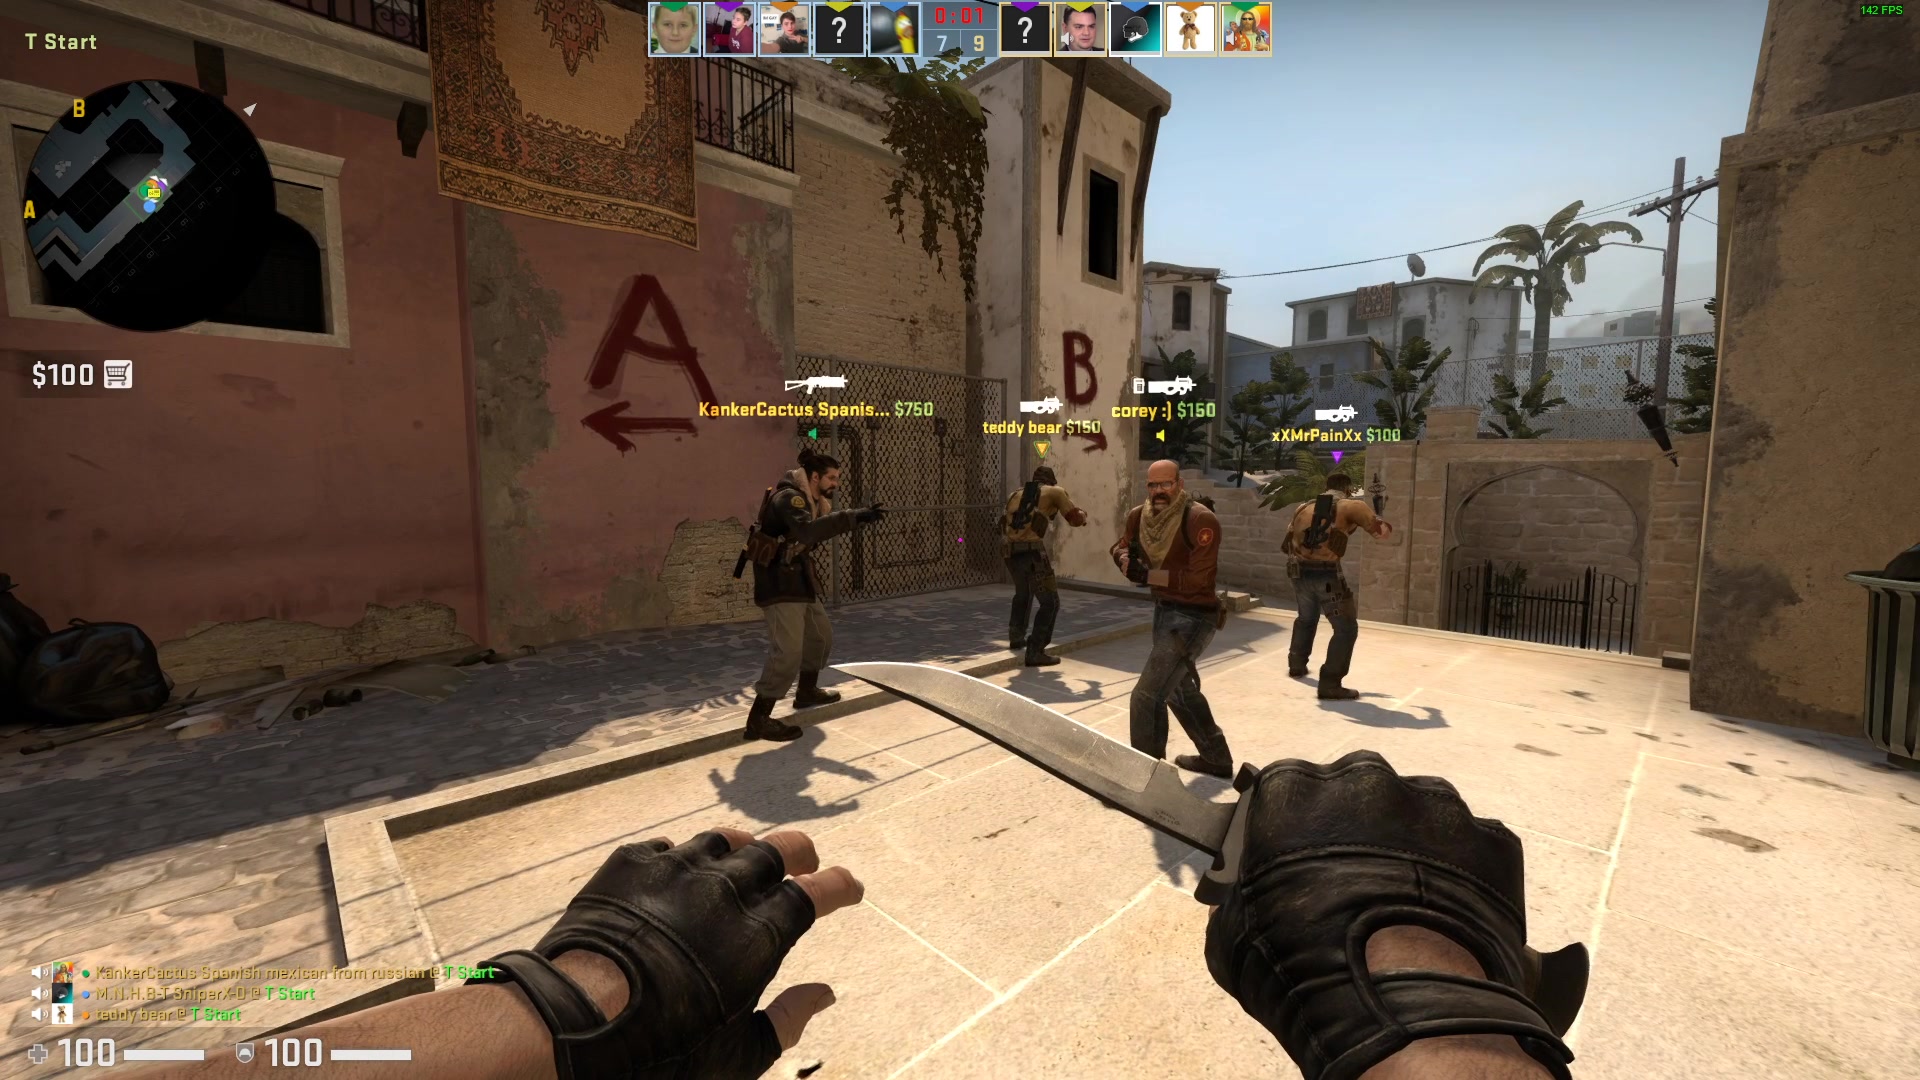 142 FPS
T Start
0:01
? ?
7 9
B
A
$100
A
B
KankerCactus Spanis... $750
teddy bear $150
corey :) $150
xXMrPainXx $100
KankerCactus Spanish mexican from russian @ T Start
M.N.H.B-T SniperX-D @ T Start
teddy bear @ T Start
100 100